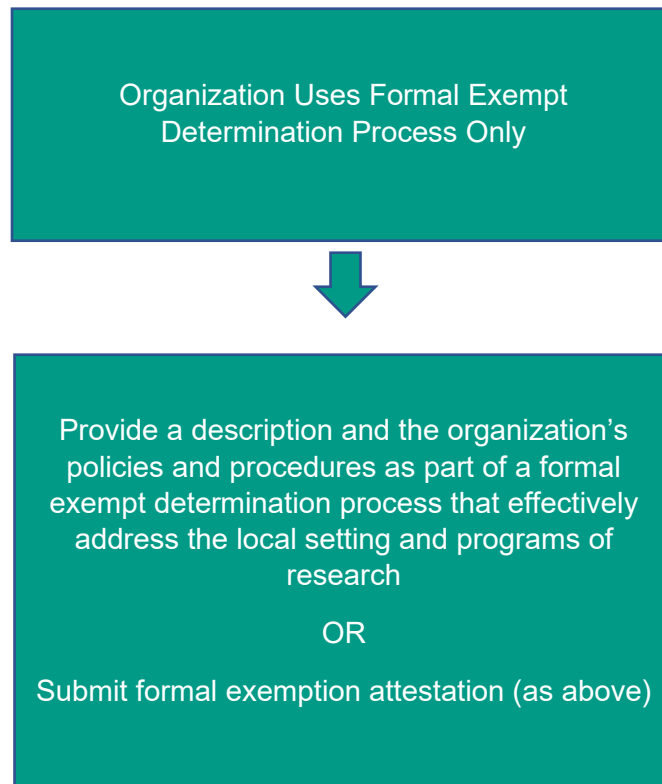 Organization Uses Formal Exempt
Determination Process Only
Provide a description and the organization’s
policies and procedures as part of a formal
exempt determination process that effectively
address the local setting and programs of
research
OR
Submit formal exemption attestation (as above)